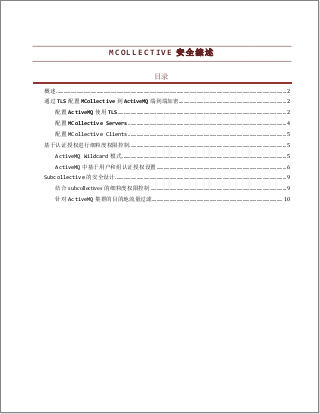 MCOLLECTIVE 安全综述
目录
概述 2
通过 TLS 配置 MCollective 到 ActiveMQ 端到端加密 2
配置 ActiveMQ 使用 TLS 2
配置 MCollective Servers 4
配置 MCollective Clients 5
基于认证授权进行细粒度权限控制 5
ActiveMQ Wildcard 模式 5
ActiveMQ 中基于用户和组认证授权设置 6
Subcollective 的安全设计 9
结合 subcollectives 的细粒度权限控制 9
针对 ActiveMQ 集群的目的地流量过滤 10